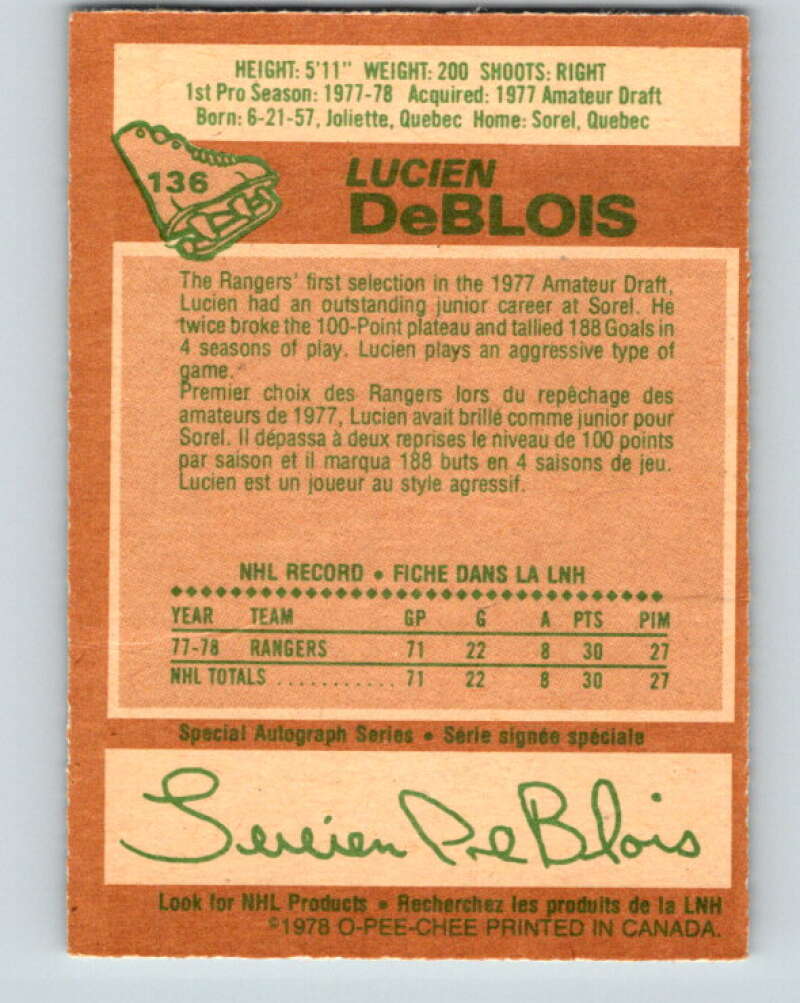 HEIGHT: 5'11" WEIGHT: 200 SHOOTS: RIGHT
1st Pro Season: 1977-78 Acquired: 1977 Amateur Draft
Born: 6-21-57, Joliette, Quebec Home: Sorel, Quebec
136
LUCIEN
DeBLOIS
The Rangers' first selection in the 1977 Amateur Draft,
Lucien had an outstanding junior career at Sorel. He
twice broke the 100-Point plateau and tallied 188 Goals in
4 seasons of play. Lucien plays an aggressive type of
game.
Premier choix des Rangers lors du repêchage des
amateurs de 1977, Lucien avait brillé comme junior pour
Sorel. Il dépassa à deux reprises le niveau de 100 points
par saison et il marqua 188 buts en 4 saisons de jeu.
Lucien est un joueur au style agressif.
NHL RECORD • FICHE DANS LA LNH
YEAR TEAM GP G A PTS PIM
77-78 RANGERS 71 22 8 30 27
NHL TOTALS ........... 71 22 8 30 27
Special Autograph Series • Série signée spéciale
Lucien DeBlois
Look for NHL Products • Recherchez les produits de la LNH
©1978 O-PEE-CHEE PRINTED IN CANADA.